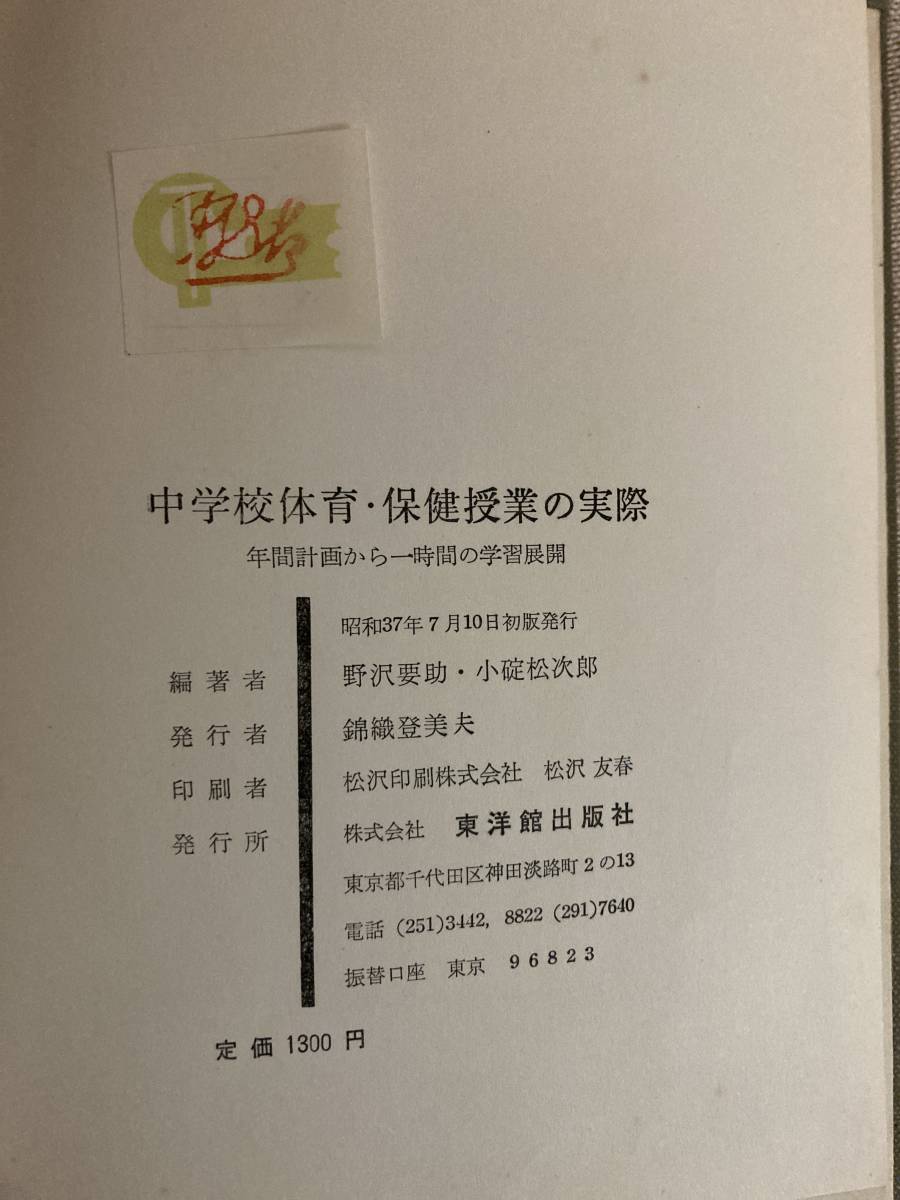 中学校体育・保健授業の実際
年間計画から一時間の学習展開
昭和37年7月10日初版発行
編著者 野沢要助・小碇松次郎
発行者 錦織登美夫
印刷者 松沢印刷株式会社 松沢友春
発行所 株式会社 東洋館出版社
東京都千代田区神田淡路町2の13
電話 (251)3442, 8822 (291)7640
振替口座 東京 96823
定価 1300 円